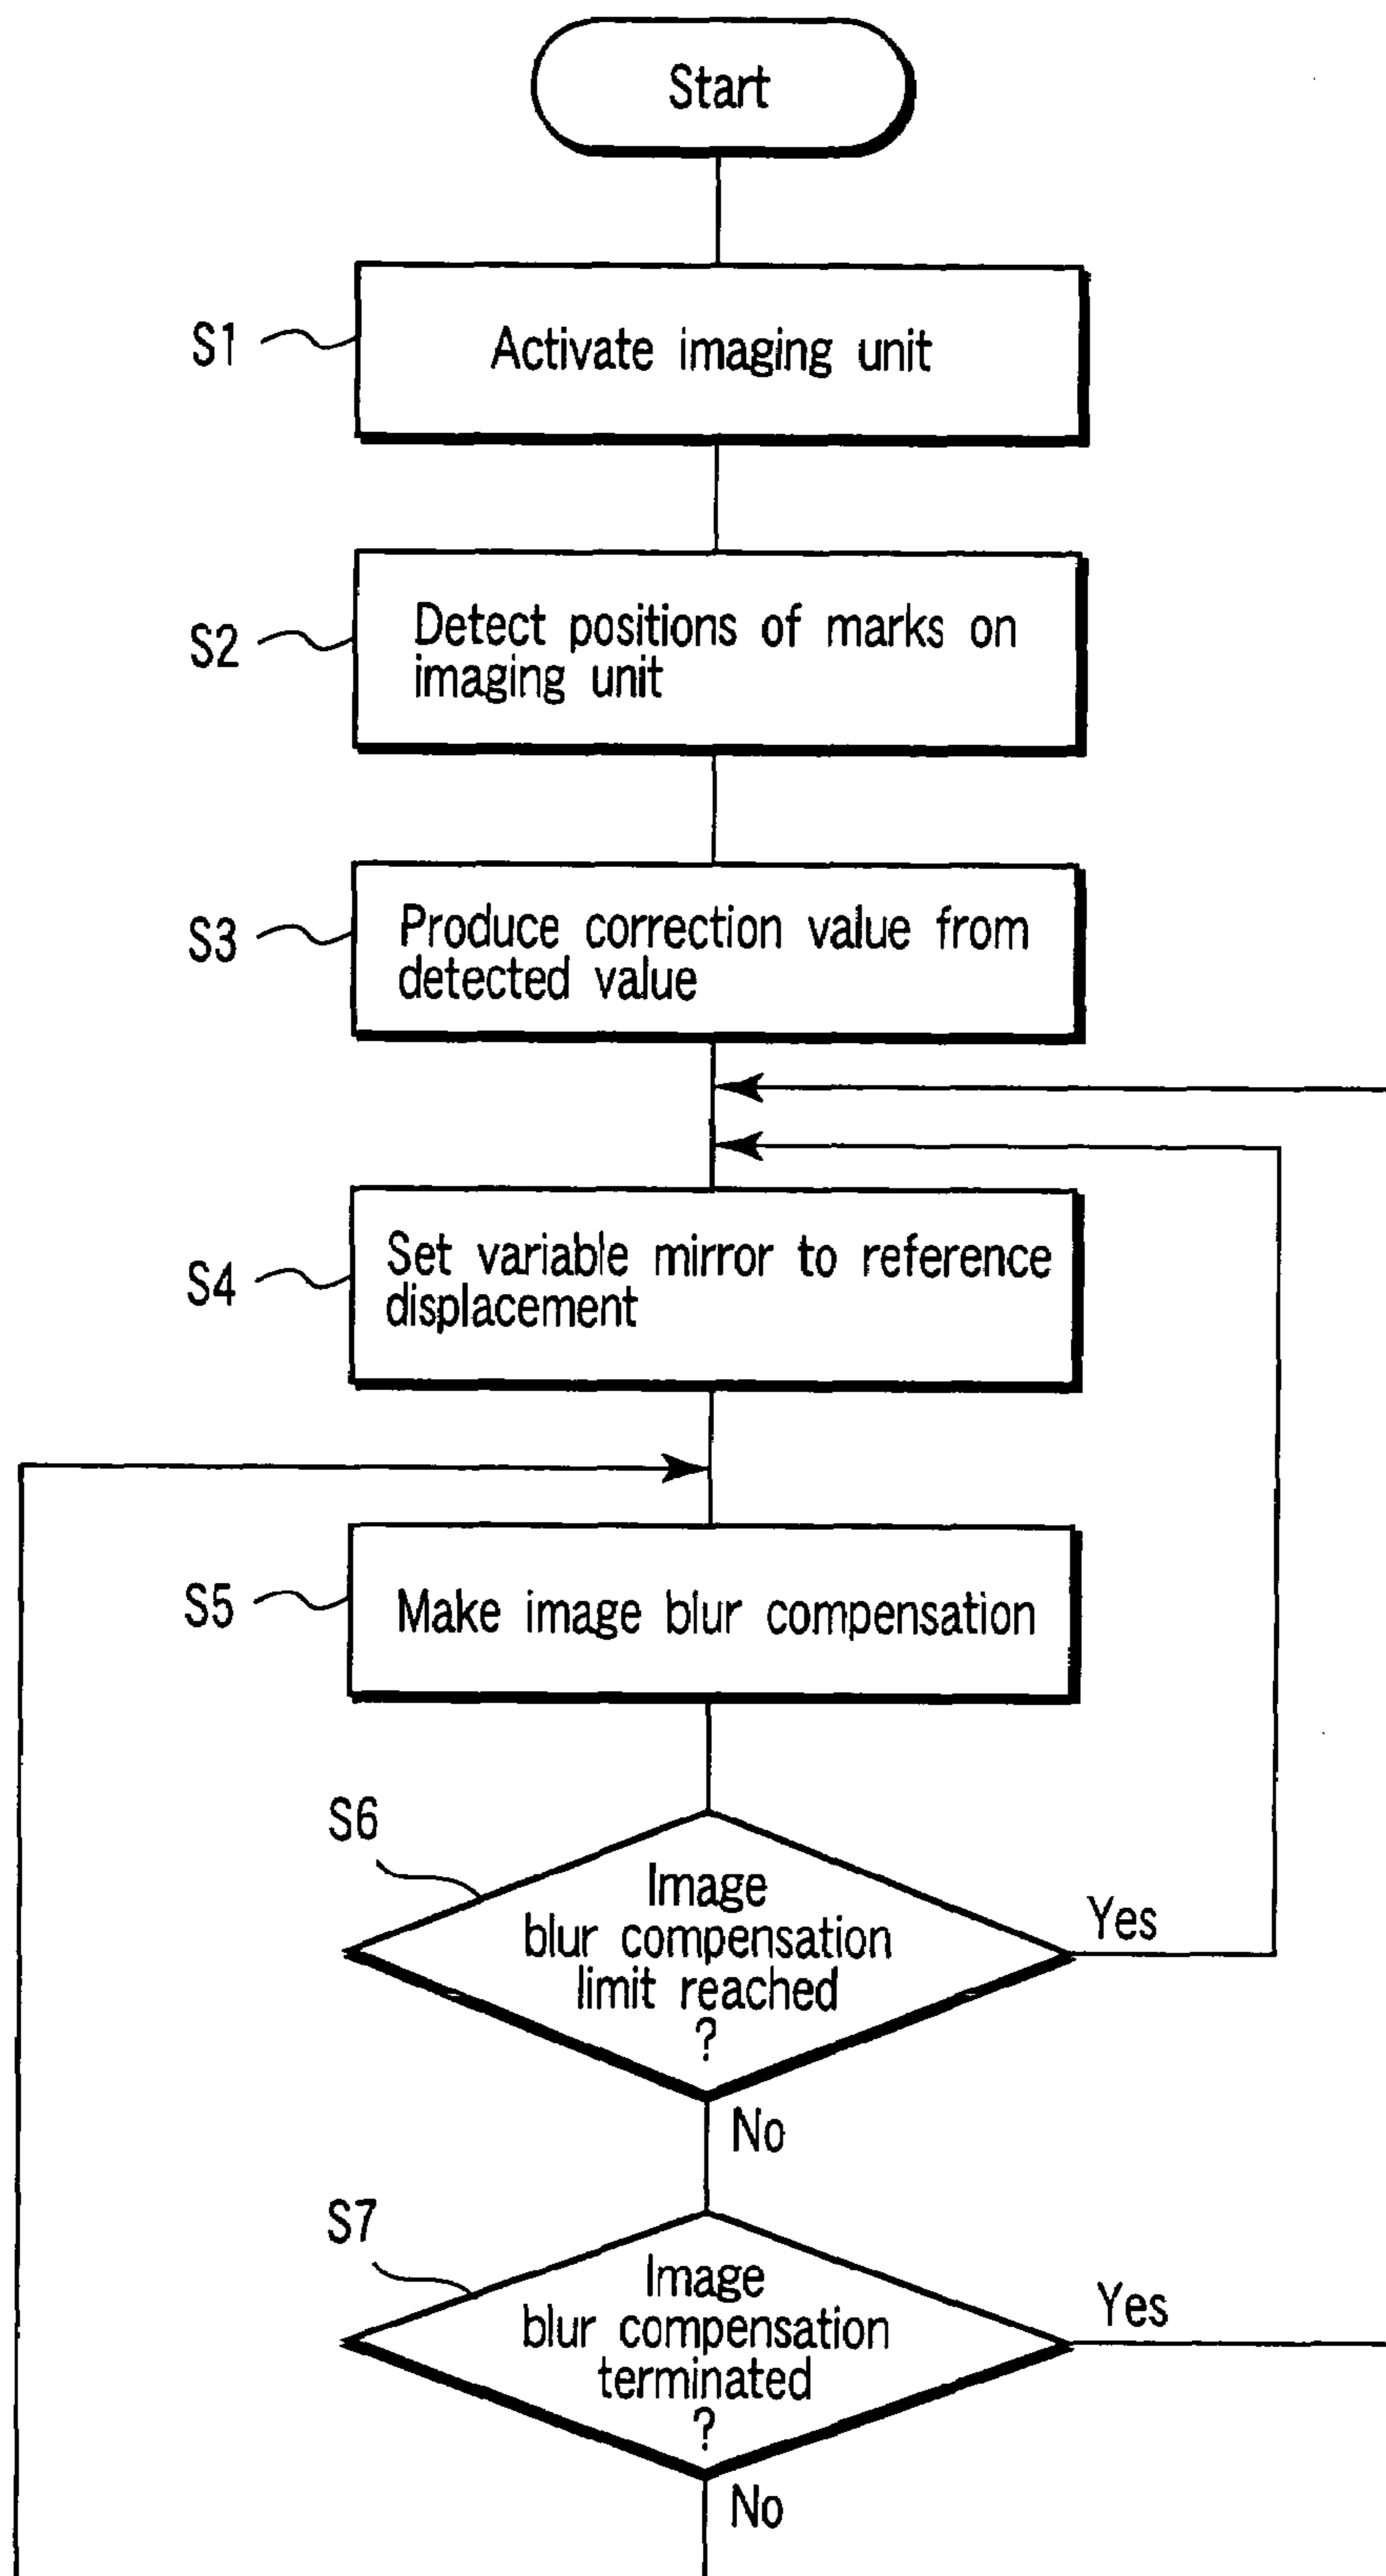 Start
S1
Activate imaging unit
S2
Detect positions of marks on
imaging unit
S3
Produce correction value from
detected value
S4
Set variable mirror to reference
displacement
S5
Make image blur compensation
S6
Image
blur compensation
limit reached
?
Yes
No
S7
Image
blur compensation
terminated
?
Yes
No